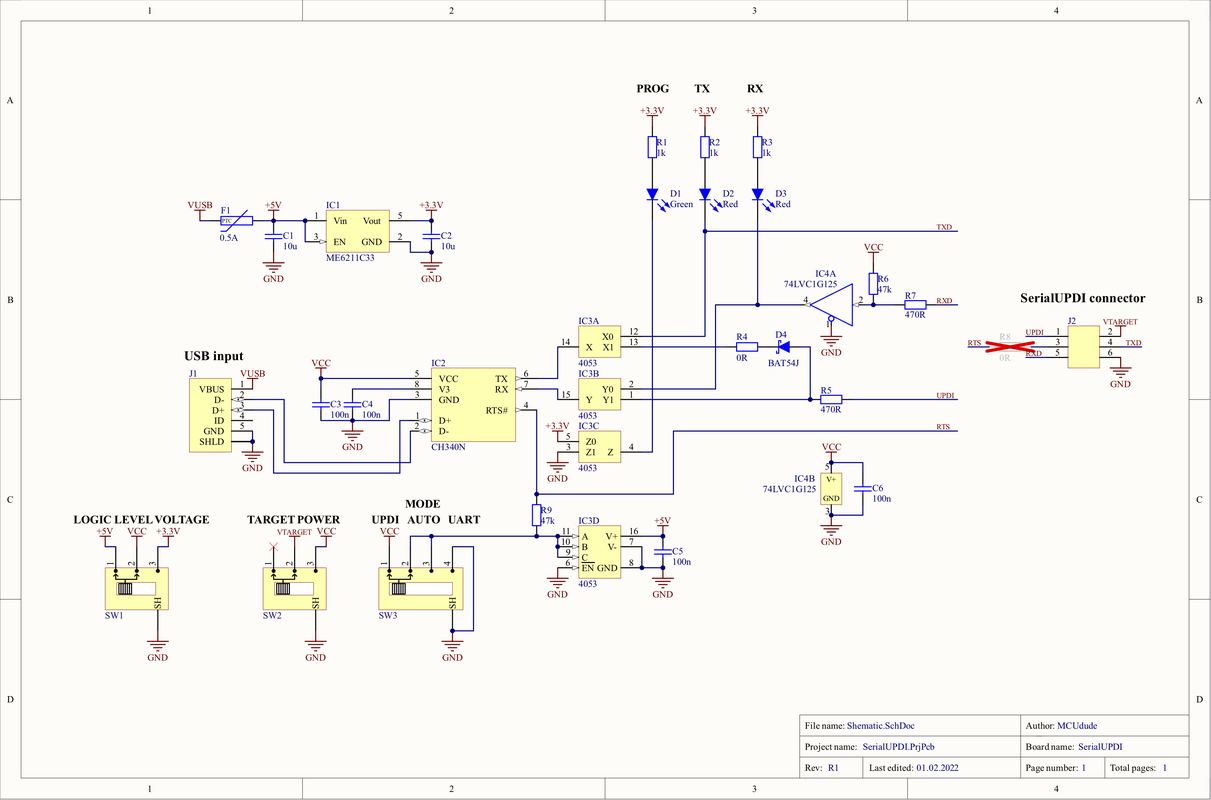 1 2 3 4
A A
PROG TX RX
+3.3V +3.3V +3.3V
R1 1k R2 1k R3 1k
D1 Green D2 Red D3 Red
VUSB F1 PTC 0.5A
+5V C1 10u GND
IC1
1 Vin Vout 5
3 EN GND 2
ME6211C33
+3.3V C2 10u GND
TXD
B B
VCC
R6 47k
IC4A
74LVC1G125
4 2
1
GND
R7 470R RXD
SerialUPDI connector
J2
VTARGET
UPDI 1 2
RTS R8 0R 3 4 TXD
RXD 5 6
GND
IC3A
14 X X0 12
X1 13
4053
R4 0R
D4 BAT54J
IC3B
15 Y Y0 2
Y1 1
4053
R5 470R UPDI
IC3C
+3.3V
5 Z0
3 Z1 Z 4
4053
GND
RTS
USB input
J1 VUSB
VBUS 1
D- 2
D+ 3
ID 4
GND 5
SHLD
GND
VCC
C3 100n C4 100n
GND
IC2
5 VCC TX 6
8 V3 RX 7
3 GND
RTS# 4
1 D+
2 D-
CH340N
VCC
5
IC4B
74LVC1G125
V+
GND
3
GND
C6 100n
C C
LOGIC LEVEL VOLTAGE
+5V VCC +3.3V
1 2 3
SH
SW1
GND
TARGET POWER
VTARGET VCC
1 2 3
SH
SW2
GND
MODE
UPDI AUTO UART
VCC
1 2 3 4
SH
SW3
GND
R9 47k
IC3D
11 A V+ 16
10 B V- 7
9 C
6 EN GND 8
4053
GND
+5V
C5 100n
GND
D D
File name: Shematic.SchDoc Author: MCUdude
Project name: SerialUPDI.PrjPcb Board name: SerialUPDI
Rev: R1 Last edited: 01.02.2022 Page number: 1 Total pages: 1
1 2 3 4